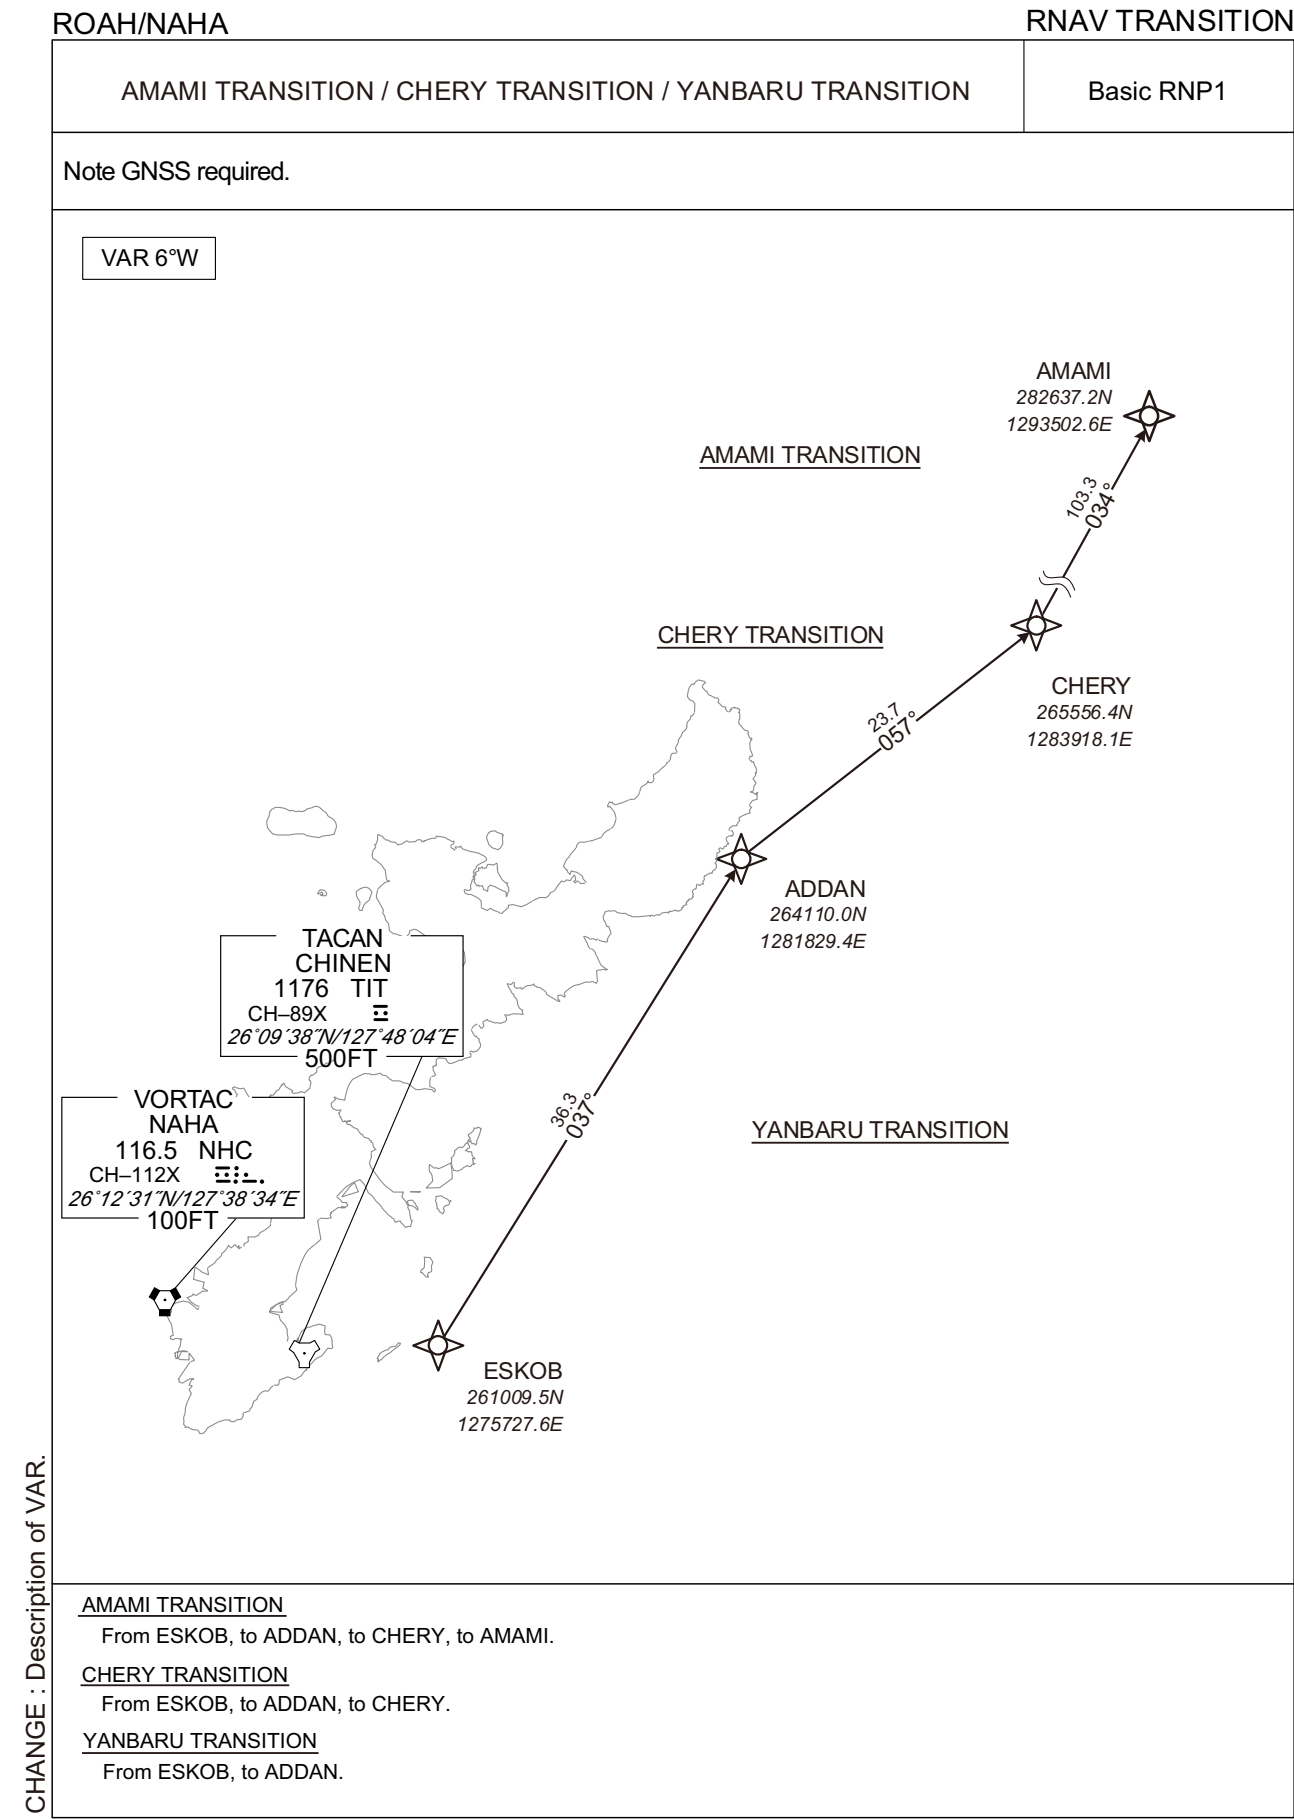 ROAH/NAHA
RNAV TRANSITION
AMAMI TRANSITION / CHERY TRANSITION / YANBARU TRANSITION
Basic RNP1
Note GNSS required.
VAR 6°W
AMAMI
282637.2N
1293502.6E
AMAMI TRANSITION
103.3
034°
CHERY TRANSITION
CHERY
265556.4N
1283918.1E
23.7
057°
ADDAN
264110.0N
1281829.4E
TACAN
CHINEN
1176 TIT
CH–89X
26°09´38˝N/127°48´04˝E
500FT
VORTAC
NAHA
116.5 NHC
CH–112X
26°12´31˝N/127°38´34˝E
100FT
36.3
037°
YANBARU TRANSITION
ESKOB
261009.5N
1275727.6E
CHANGE : Description of VAR.
AMAMI TRANSITION
From ESKOB, to ADDAN, to CHERY, to AMAMI.
CHERY TRANSITION
From ESKOB, to ADDAN, to CHERY.
YANBARU TRANSITION
From ESKOB, to ADDAN.